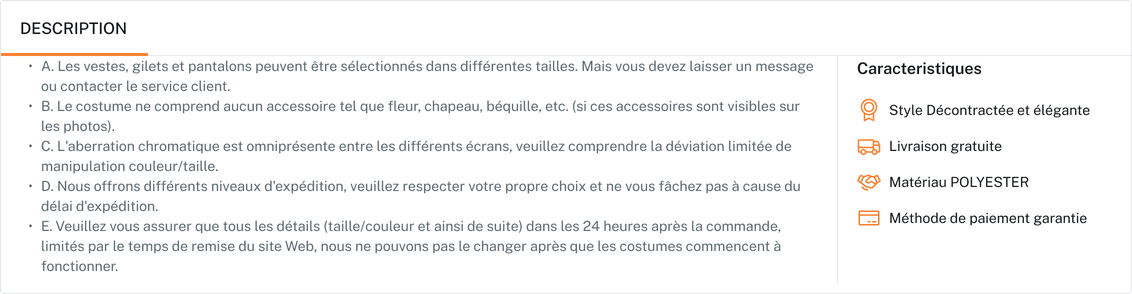 DESCRIPTION
• A. Les vestes, gilets et pantalons peuvent être sélectionnés dans différentes tailles. Mais vous devez laisser un message
ou contacter le service client.
• B. Le costume ne comprend aucun accessoire tel que fleur, chapeau, béquille, etc. (si ces accessoires sont visibles sur
les photos).
• C. L'aberration chromatique est omniprésente entre les différents écrans, veuillez comprendre la déviation limitée de
manipulation couleur/taille.
• D. Nous offrons différents niveaux d'expédition, veuillez respecter votre propre choix et ne vous fâchez pas à cause du
délai d'expédition.
• E. Veuillez vous assurer que tous les détails (taille/couleur et ainsi de suite) dans les 24 heures après la commande,
limités par le temps de remise du site Web, nous ne pouvons pas le changer après que les costumes commencent à
fonctionner.
Caracteristiques
Style Décontractée et élégante
Livraison gratuite
Matériau POLYESTER
Méthode de paiement garantie